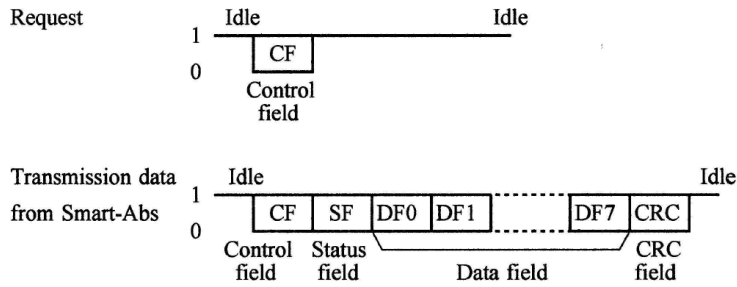 Request
Idle
Idle
1
CF
0
Control
field
Transmission data
Idle
Idle
1
from Smart-Abs
CF SF DF0 DF1 DF7 CRC
0
Control Status CRC
field field Data field field